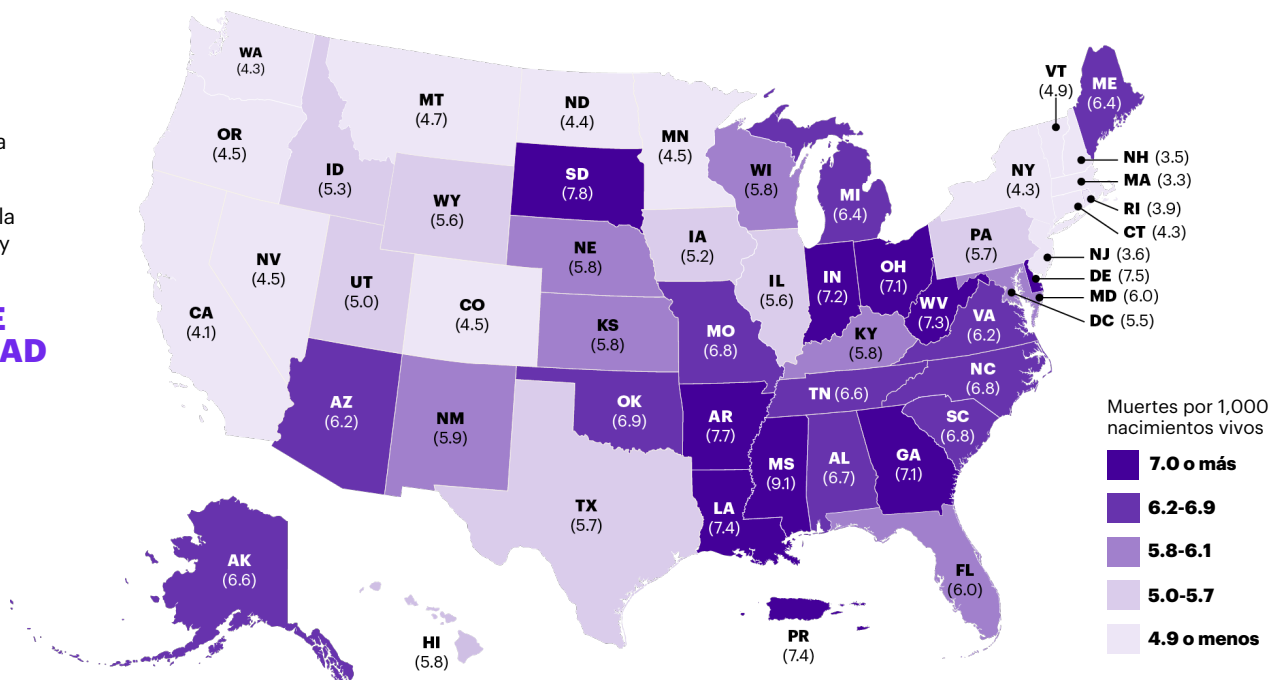 a
la
y
E
AD
WA
(4.3)
OR
(4.5)
ID
(5.3)
MT
(4.7)
ND
(4.4)
MN
(4.5)
SD
(7.8)
WY
(5.6)
WI
(5.8)
MI
(6.4)
VT
(4.9)
ME
(6.4)
NH (3.5)
MA (3.3)
RI (3.9)
CT (4.3)
NJ (3.6)
DE (7.5)
MD (6.0)
DC (5.5)
NY
(4.3)
PA
(5.7)
NE
(5.8)
IA
(5.2)
IL
(5.6)
IN
(7.2)
OH
(7.1)
WV
(7.3)
VA
(6.2)
NV
(4.5)
UT
(5.0)
CO
(4.5)
CA
(4.1)
KS
(5.8)
MO
(6.8)
KY
(5.8)
NC
(6.8)
TN (6.6)
SC
(6.8)
AZ
(6.2)
NM
(5.9)
OK
(6.9)
AR
(7.7)
MS
(9.1)
AL
(6.7)
GA
(7.1)
LA
(7.4)
TX
(5.7)
FL
(6.0)
AK
(6.6)
HI
(5.8)
PR
(7.4)
Muertes por 1,000
nacimientos vivos
7.0 o más
6.2-6.9
5.8-6.1
5.0-5.7
4.9 o menos